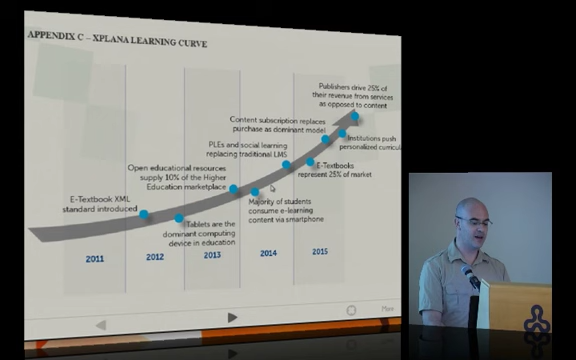 APPENDIX C – XPLANA LEARNING CURVE
Publishers drive 25% of
their revenue from services
as opposed to content
Content subscription replaces
purchase as dominant model
Institutions push
personalized curricul
PLEs and social learning
replacing traditional LMS
E-Textbooks
represent 25% of market
Open educational resources
supply 10% of the Higher
Education marketplace
Majority of students
consume e-learning
content via smartphone
E-Textbook XML
standard introduced
Tablets are the
dominant computing
device in education
2011
2012
2013
2014
2015
More